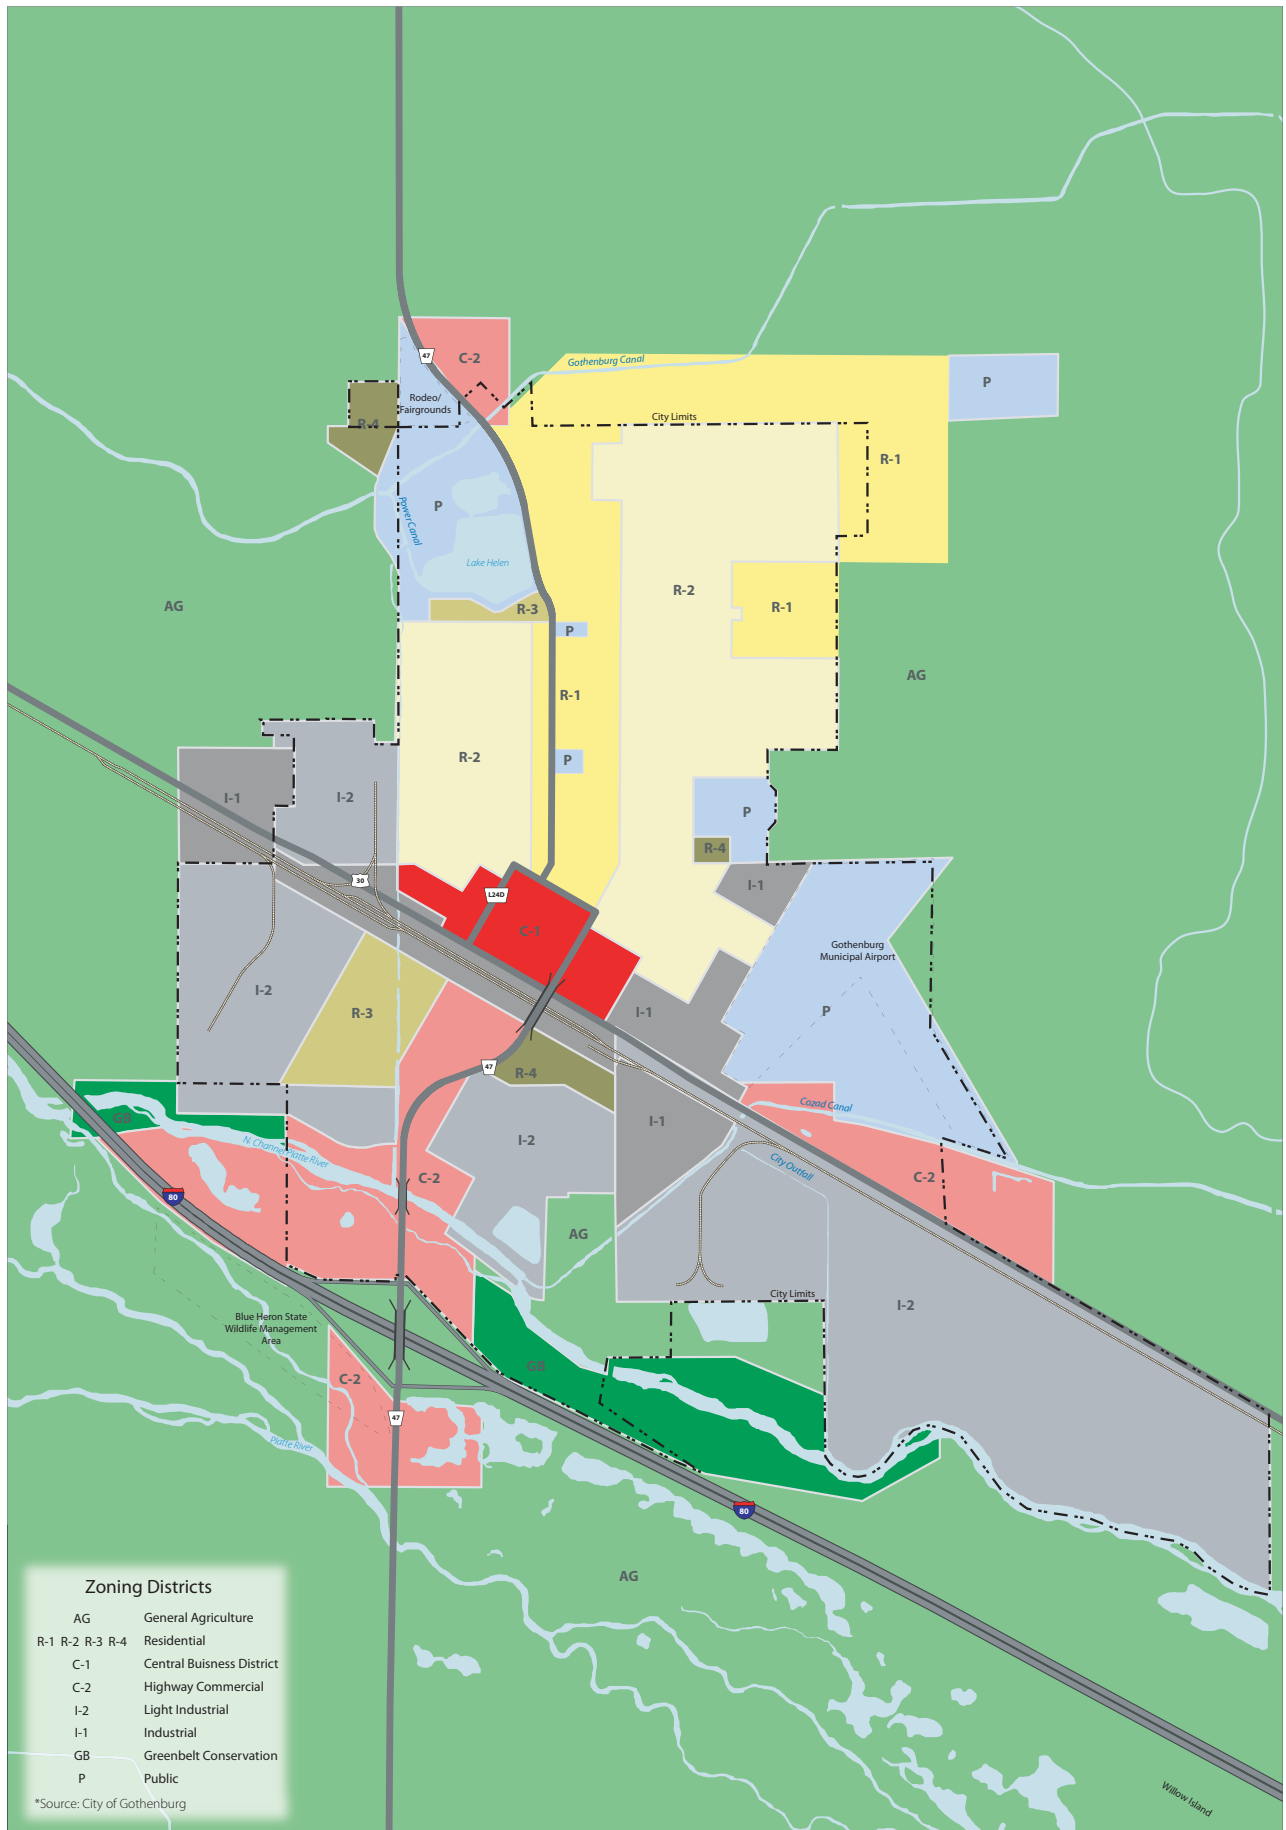 47
C-2
Gothenburg Canal
P
Rodeo/
Fairgrounds
R-4
City Limits
R-1
P
Power Canal
Lake Helen
R-2
AG
R-3
R-1
P
AG
R-1
R-2
P
I-1
I-2
P
R-4
30
I-1
L24D
C-1
Gothenburg
Municipal Airport
I-2
R-3
P
I-1
47
R-4
Cozad Canal
GB
I-1
N. Channel Platte River
I-2
City Outfall
C-2
C-2
80
AG
City Limits
I-2
Blue Heron State
Wildlife Management
Area
GB
C-2
47
Platte River
80
AG
Willow Island
Zoning Districts
AG General Agriculture
R-1 R-2 R-3 R-4 Residential
C-1 Central Buisness District
C-2 Highway Commercial
I-2 Light Industrial
I-1 Industrial
GB Greenbelt Conservation
P Public
*Source: City of Gothenburg